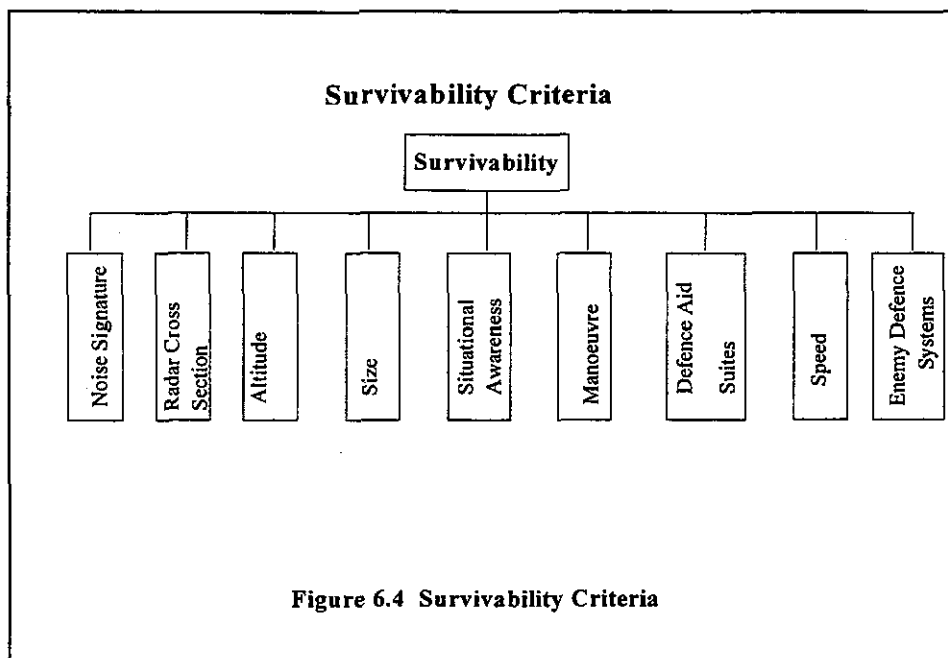 Survivability Criteria
Survivability
Noise Signature
Radar Cross
Section
Altitude
Size
Situational
Awareness
Manoeuvre
Defence Aid
Suites
Speed
Enemy Defence
Systems
Figure 6.4 Survivability Criteria